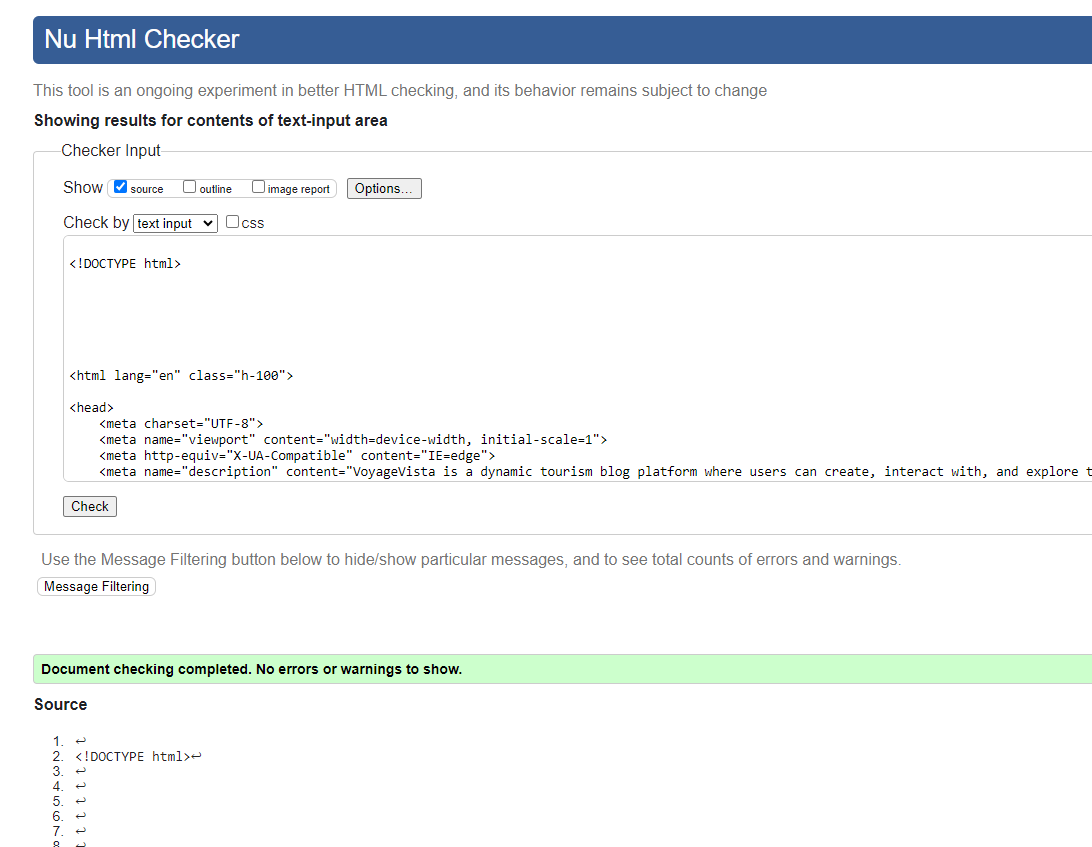 Nu Html Checker
This tool is an ongoing experiment in better HTML checking, and its behavior remains subject to change
Showing results for contents of text-input area
Checker Input
Show source outline image report Options...
Check by text input css
<!DOCTYPE html>
<html lang="en" class="h-100">
<head>
<meta charset="UTF-8">
<meta name="viewport" content="width=device-width, initial-scale=1">
<meta http-equiv="X-UA-Compatible" content="IE=edge">
<meta name="description" content="VoyageVista is a dynamic tourism blog platform where users can create, interact with, and explore t
Check
Use the Message Filtering button below to hide/show particular messages, and to see total counts of errors and warnings.
Message Filtering
Document checking completed. No errors or warnings to show.
Source
1. ↩
2. <!DOCTYPE html>↩
3. ↩
4. ↩
5. ↩
6. ↩
7. ↩
8. ↩